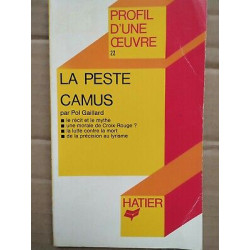 PROFIL
D'UNE
ŒUVRE
22
LA PESTE
CAMUS
par Pol Gaillard
■ le récit et le mythe
■ une morale de Croix-Rouge ?
■ la lutte contre la mort
■ de la précision au lyrisme
HATIER